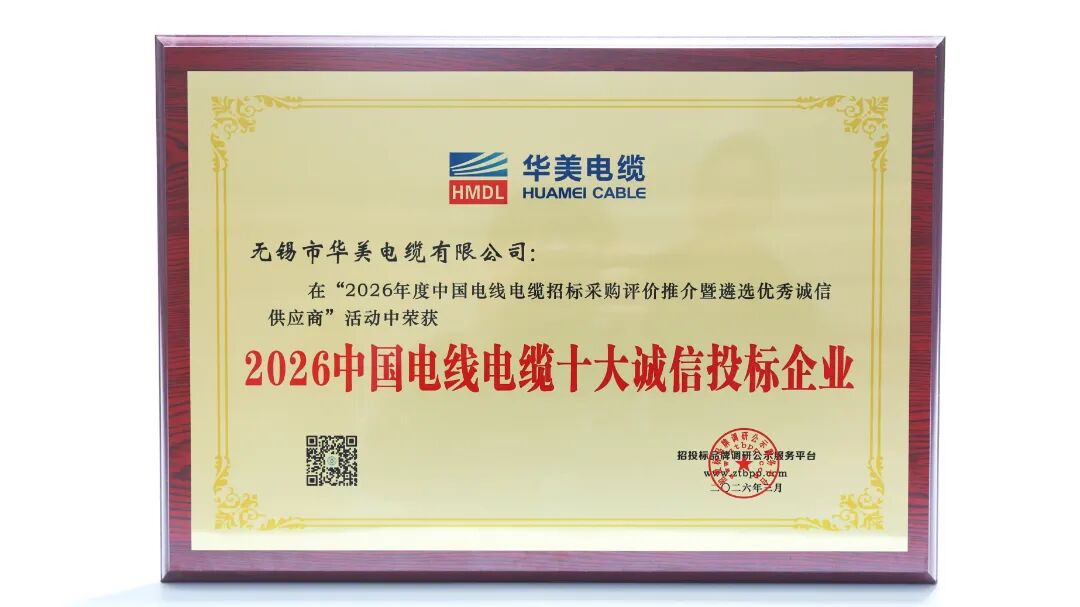 华美电缆
HMDL
HUAMEI CABLE
无锡市华美电缆有限公司:
在“2026年度中国电线电缆招标采购评价推介暨遴选优秀诚信
供应商”活动中荣获
2026中国电线电缆十大诚信投标企业
招投标品牌调研公示服务平台
www.ztbpp.com